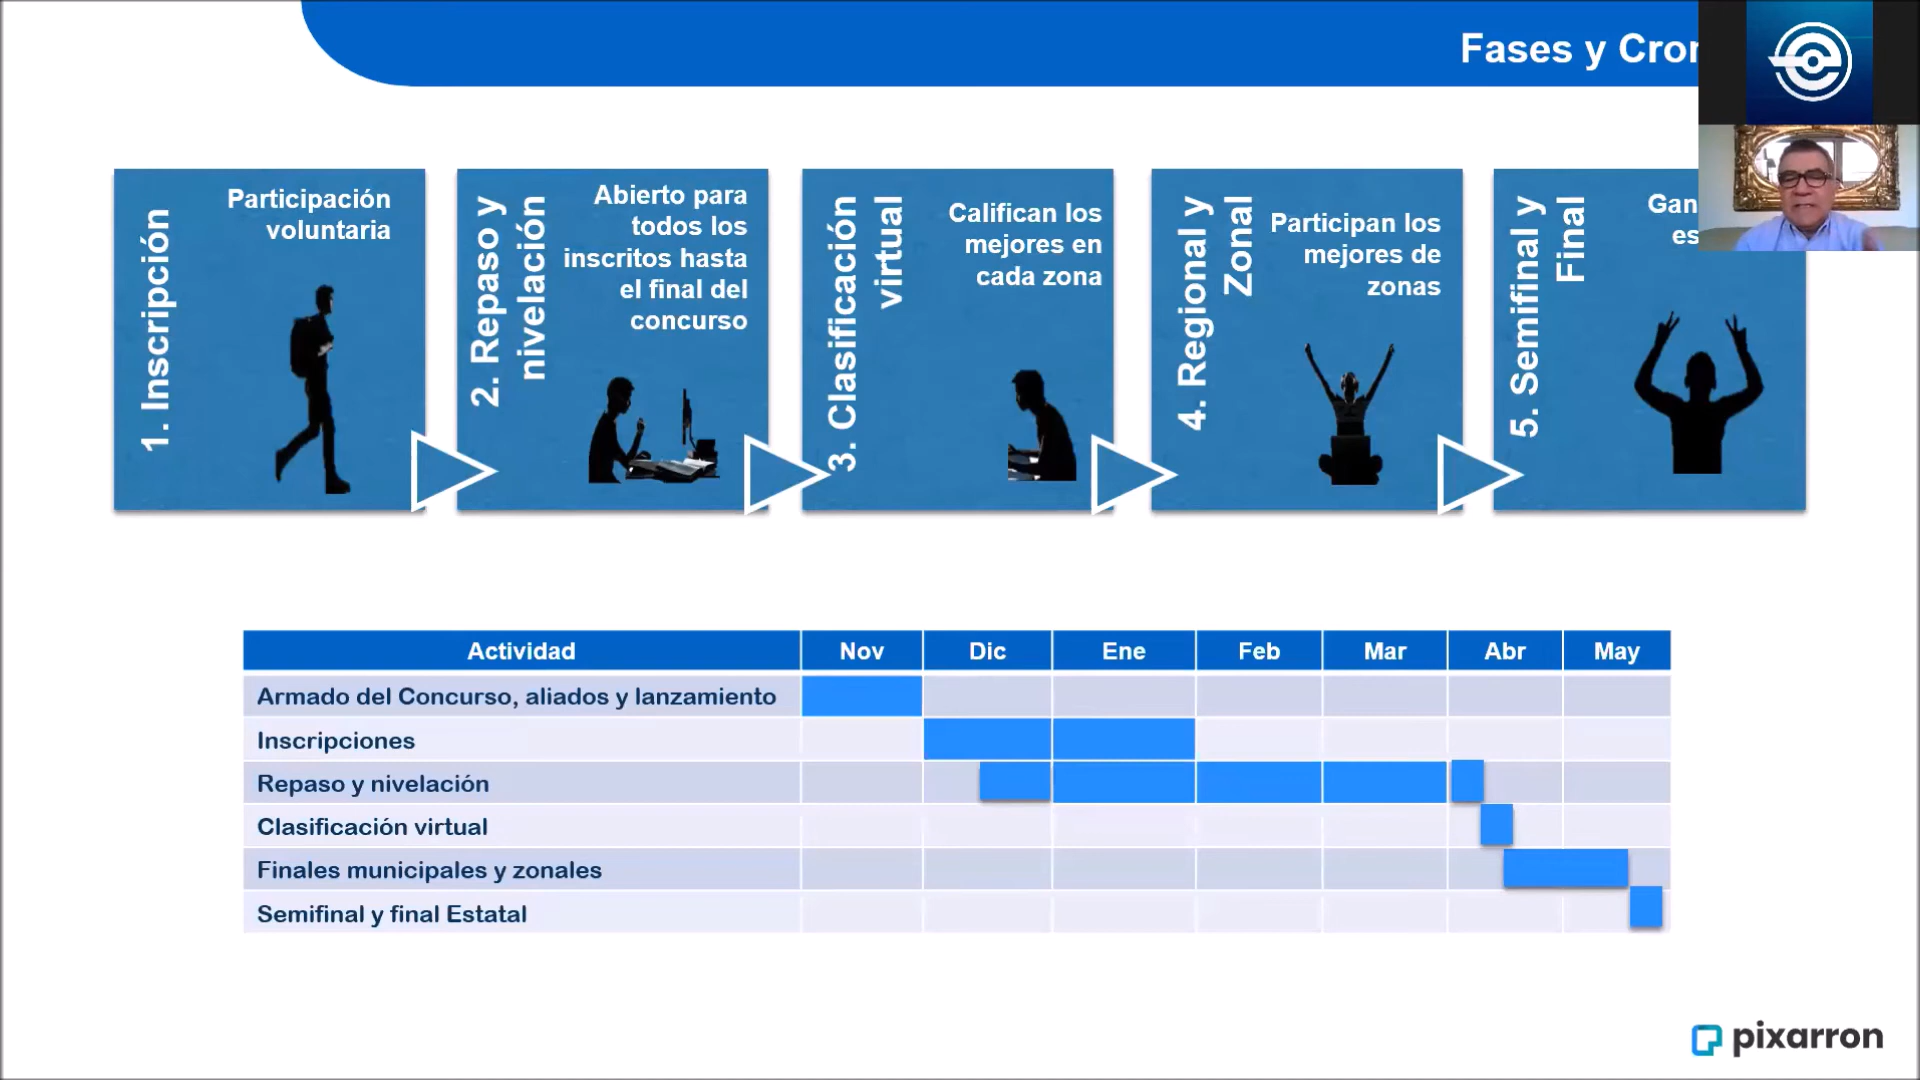 Fases y
1. Inscripción
Participación
voluntaria
2. Repaso y
nivelación
Abierto para
todos los
inscritos hasta
el final del
concurso
3. Clasificación
virtual
Califican los
mejores en
cada zona
4. Regional y
Zonal
Participan los
mejores de
zonas
5. Semifinal y
Final
Actividad Nov Dic Ene Feb Mar Abr May
Armado del Concurso, aliados y lanzamiento
Inscripciones
Repaso y nivelación
Clasificación virtual
Finales municipales y zonales
Semifinal y final Estatal
pixarron